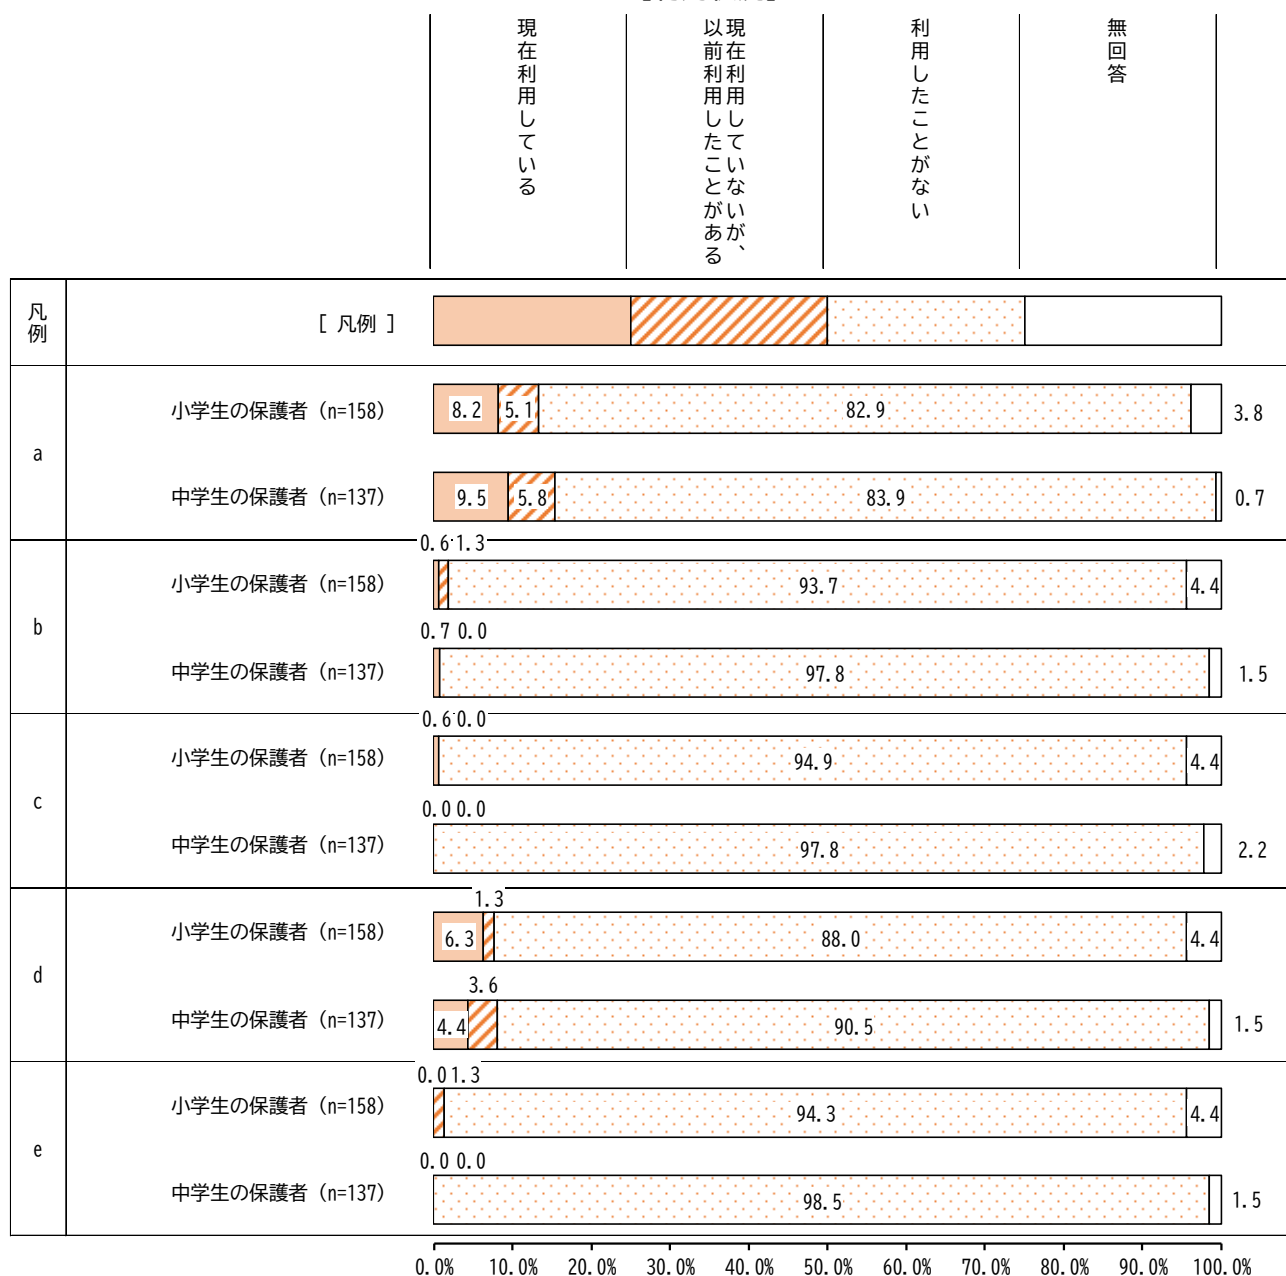 現在利用している
現在利用していないが、
以前利用したことがある
利用したことがない
無回答
凡例
[ 凡例 ]
a
小学生の保護者 (n=158)
8.2
5.1
82.9
3.8
中学生の保護者 (n=137)
9.5
5.8
83.9
0.7
b
0.6 1.3
小学生の保護者 (n=158)
93.7
4.4
0.7 0.0
中学生の保護者 (n=137)
97.8
1.5
c
0.6 0.0
小学生の保護者 (n=158)
94.9
4.4
0.0 0.0
中学生の保護者 (n=137)
97.8
2.2
d
1.3
小学生の保護者 (n=158)
6.3
88.0
4.4
3.6
中学生の保護者 (n=137)
4.4
90.5
1.5
e
0.0 1.3
小学生の保護者 (n=158)
94.3
4.4
0.0 0.0
中学生の保護者 (n=137)
98.5
1.5
0.0% 10.0% 20.0% 30.0% 40.0% 50.0% 60.0% 70.0% 80.0% 90.0% 100.0%